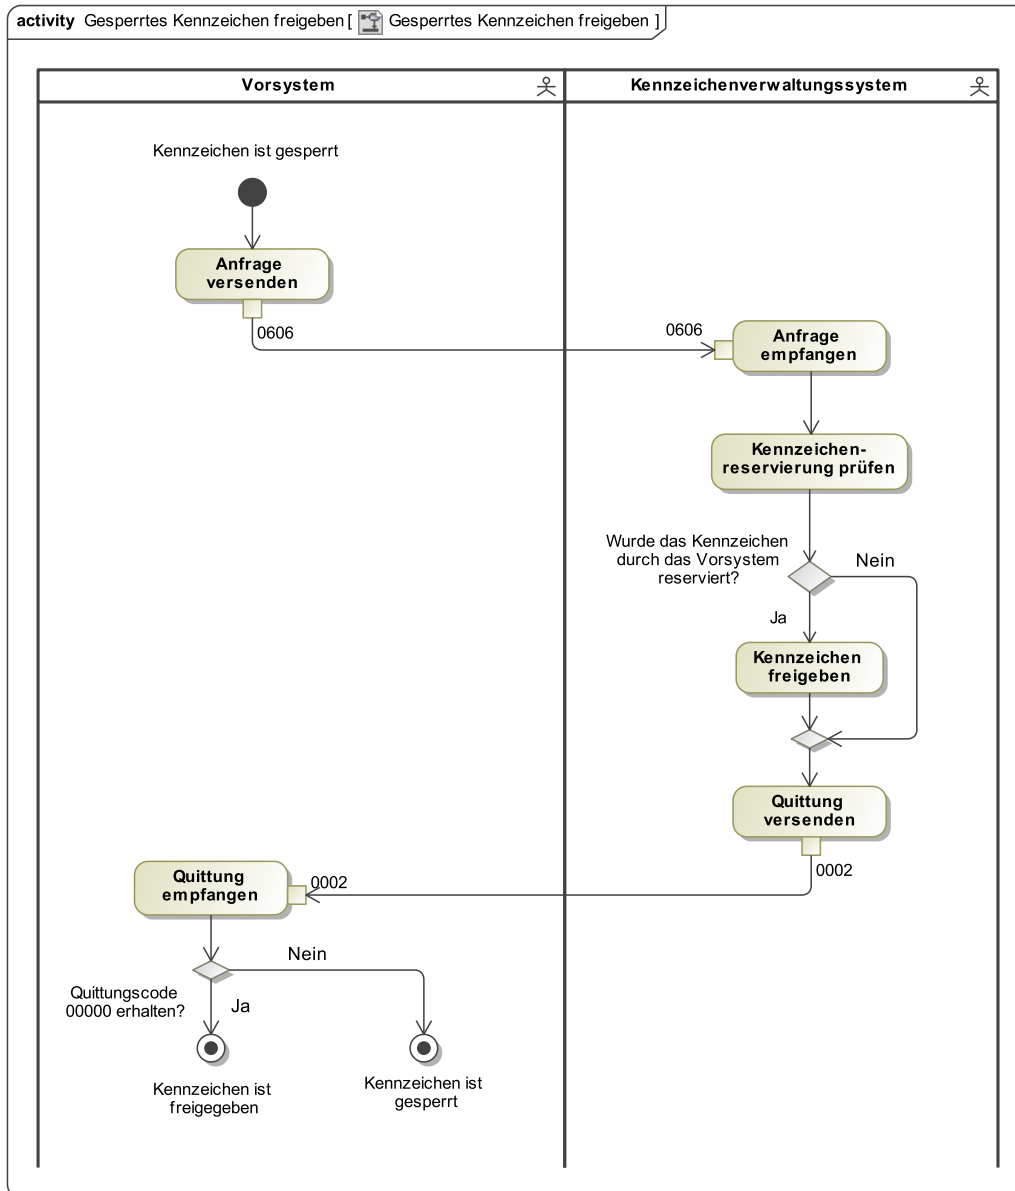 activity Gesperrtes Kennzeichen freigeben [ Gesperrtes Kennzeichen freigeben ]
Vorsystem
Kennzeichenverwaltungssystem
Kennzeichen ist gesperrt
Anfrage
versenden
0606
0606
Anfrage
empfangen
Kennzeichen-
reservierung prüfen
Wurde das Kennzeichen
durch das Vorsystem
reserviert?
Nein
Ja
Kennzeichen
freigeben
Quittung
versenden
0002
Quittung
empfangen
0002
Nein
Quittungscode
00000 erhalten?
Ja
Kennzeichen ist
freigegeben
Kennzeichen ist
gesperrt